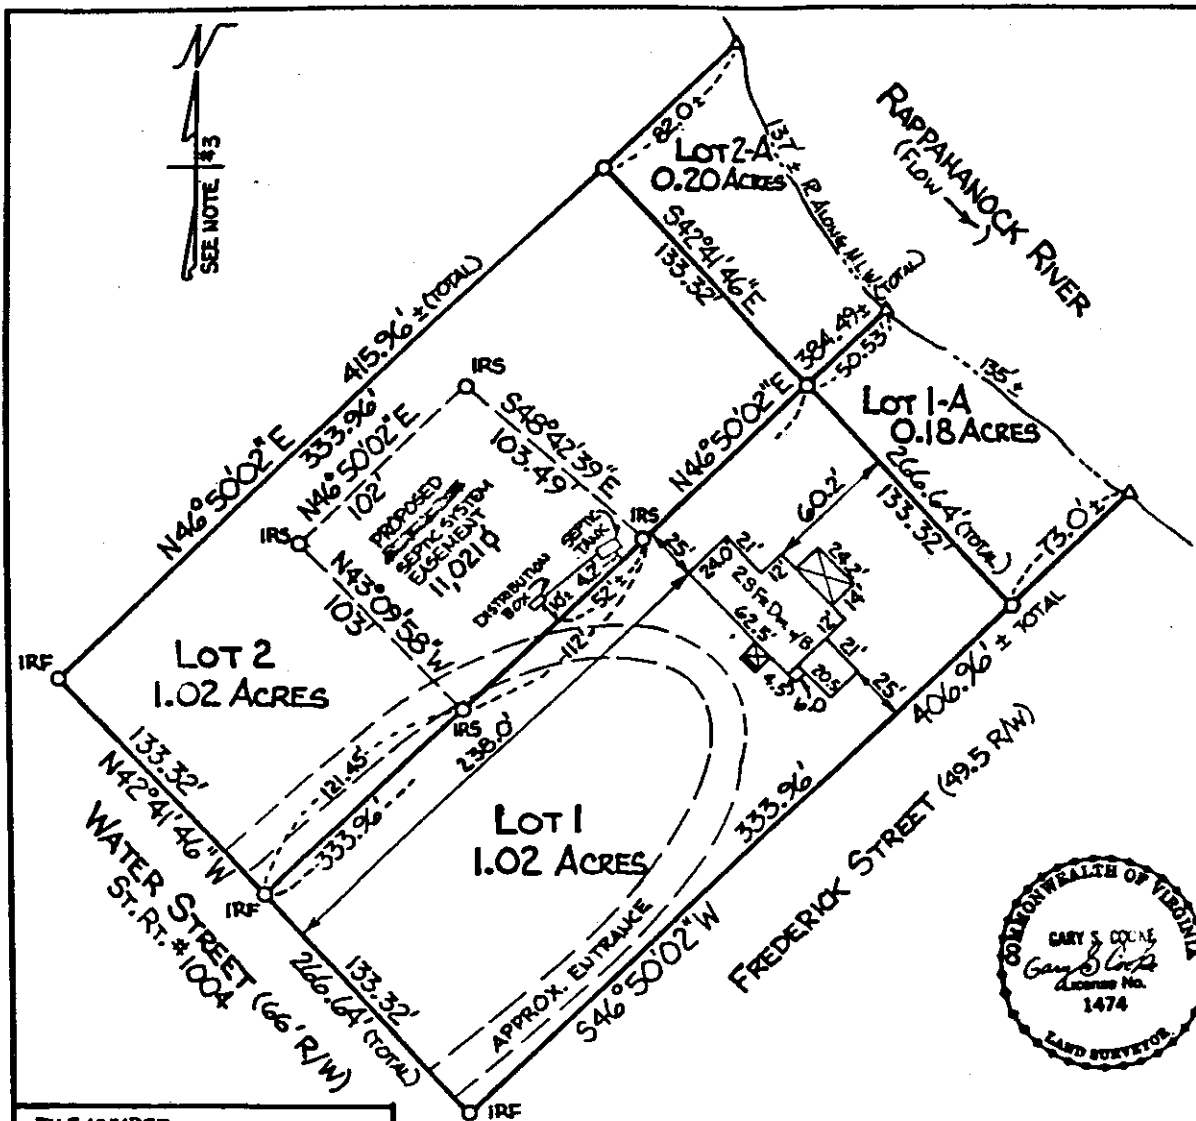 N
SEE NOTE #3
82.0±
LOT 2-A
0.20 ACRES
137'± ALONG M.L.W. (TOTAL)
RAPPAHANOCK RIVER
(FLOW →)
S42°41'46"E
133.32'
415.96'± (TOTAL)
N46°50'02"E
333.96'
384.49±
50.53'±
N46°50'02"E
135'±
LOT 1-A
0.18 ACRES
266.64' (TOTAL)
133.32'
73.0'±
406.96'± TOTAL
IRS
S48°42'39"E
103.49'
N46°50'02"E
102'
IRS
PROPOSED
SEPTIC SYSTEM
EASEMENT
11,021
SEPTIC TANK
DISTRIBUTION BOX
110±
4.2'
52'±
112'
IRS
N43°09'58"W
103'
IRS
25'
24.0'
21'
12'
60.2'
24.2'
14'
12'
62.5'
4.5'
6.0
20.5
21'
25'
LOT 2
1.02 ACRES
IRF
133.32'
N42°41'46"W
WATER STREET (66' R/W)
ST. RT. #1004
IRF
121.45'
333.96'
238.0'
LOT 1
1.02 ACRES
133.32'
266.64' (TOTAL)
APPROX. ENTRANCE
S46°50'02"W
333.96'
FREDERICK STREET (49.5 R/W)
IRF
COMMONWEALTH OF VIRGINIA
GARY S. COOKE
Gary S Cooke
License No.
1474
LAND SURVEYOR